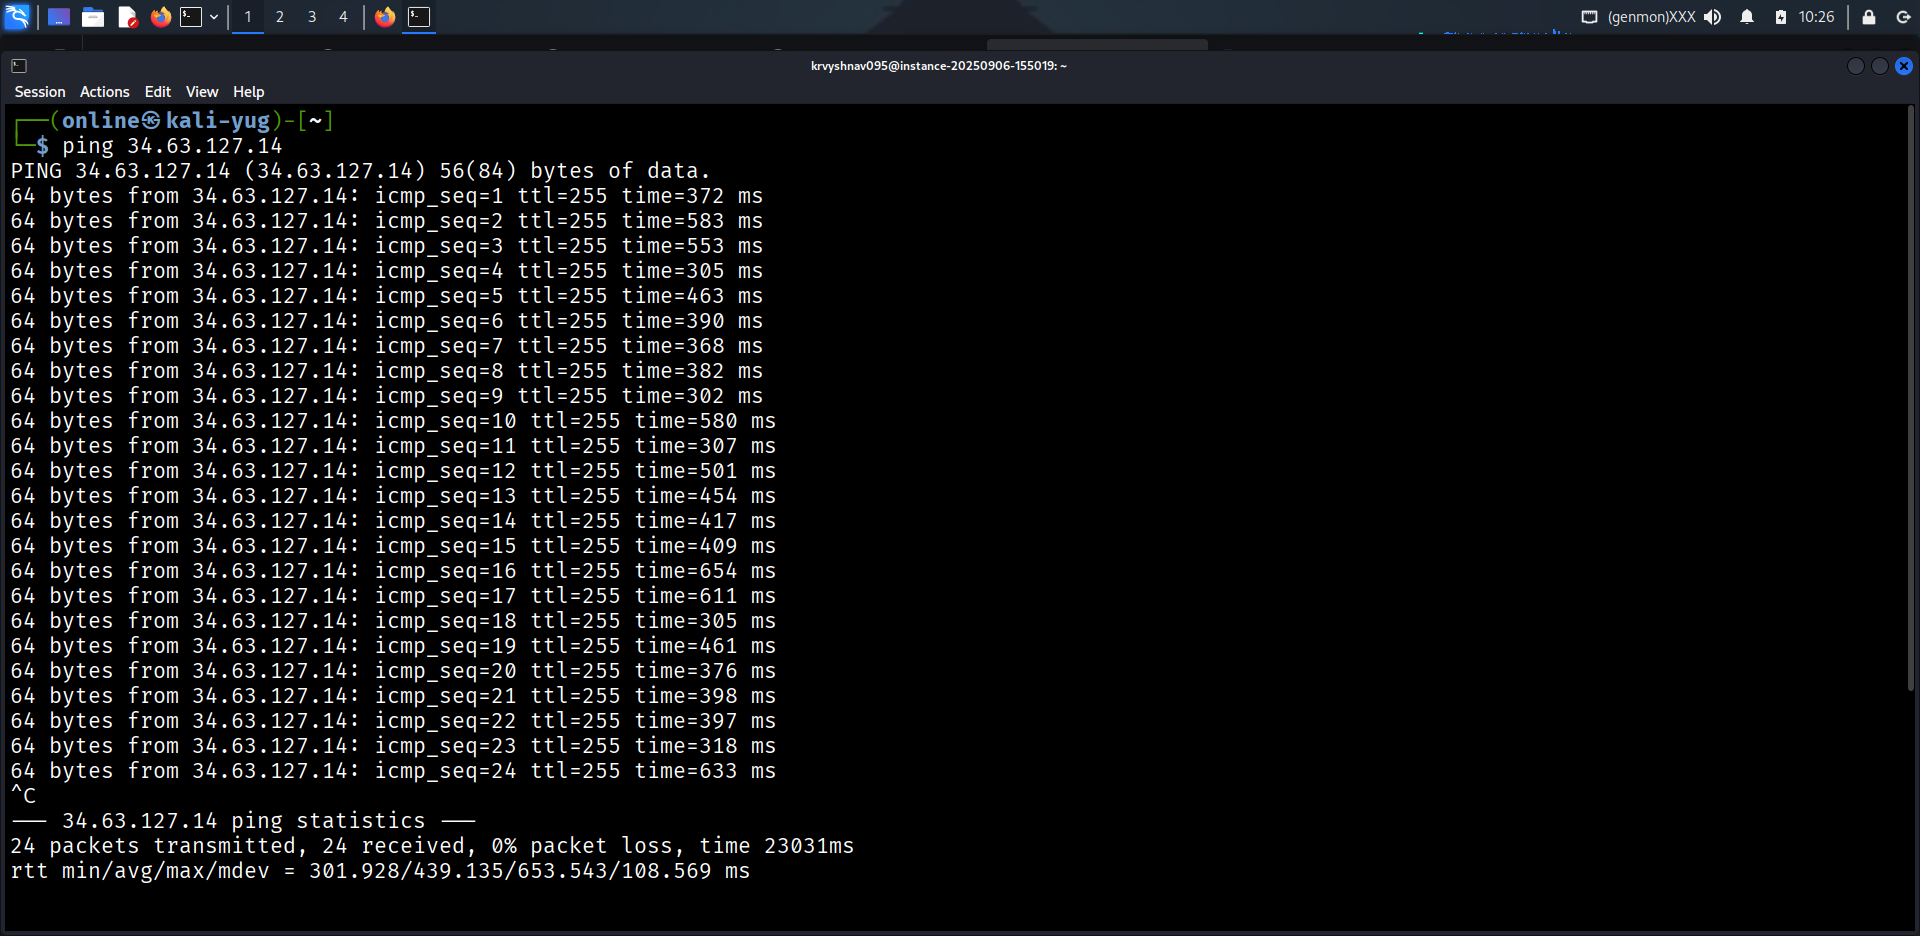 1 2 3 4 (genmon)XXX 10:26
krvyshnav095@instance-20250906-155019: ~
Session Actions Edit View Help
┌──(online㉿kali-yug)-[~]
└─$ ping 34.63.127.14
PING 34.63.127.14 (34.63.127.14) 56(84) bytes of data.
64 bytes from 34.63.127.14: icmp_seq=1 ttl=255 time=372 ms
64 bytes from 34.63.127.14: icmp_seq=2 ttl=255 time=583 ms
64 bytes from 34.63.127.14: icmp_seq=3 ttl=255 time=553 ms
64 bytes from 34.63.127.14: icmp_seq=4 ttl=255 time=305 ms
64 bytes from 34.63.127.14: icmp_seq=5 ttl=255 time=463 ms
64 bytes from 34.63.127.14: icmp_seq=6 ttl=255 time=390 ms
64 bytes from 34.63.127.14: icmp_seq=7 ttl=255 time=368 ms
64 bytes from 34.63.127.14: icmp_seq=8 ttl=255 time=382 ms
64 bytes from 34.63.127.14: icmp_seq=9 ttl=255 time=302 ms
64 bytes from 34.63.127.14: icmp_seq=10 ttl=255 time=580 ms
64 bytes from 34.63.127.14: icmp_seq=11 ttl=255 time=307 ms
64 bytes from 34.63.127.14: icmp_seq=12 ttl=255 time=501 ms
64 bytes from 34.63.127.14: icmp_seq=13 ttl=255 time=454 ms
64 bytes from 34.63.127.14: icmp_seq=14 ttl=255 time=417 ms
64 bytes from 34.63.127.14: icmp_seq=15 ttl=255 time=409 ms
64 bytes from 34.63.127.14: icmp_seq=16 ttl=255 time=654 ms
64 bytes from 34.63.127.14: icmp_seq=17 ttl=255 time=611 ms
64 bytes from 34.63.127.14: icmp_seq=18 ttl=255 time=305 ms
64 bytes from 34.63.127.14: icmp_seq=19 ttl=255 time=461 ms
64 bytes from 34.63.127.14: icmp_seq=20 ttl=255 time=376 ms
64 bytes from 34.63.127.14: icmp_seq=21 ttl=255 time=398 ms
64 bytes from 34.63.127.14: icmp_seq=22 ttl=255 time=397 ms
64 bytes from 34.63.127.14: icmp_seq=23 ttl=255 time=318 ms
64 bytes from 34.63.127.14: icmp_seq=24 ttl=255 time=633 ms
^C
--- 34.63.127.14 ping statistics ---
24 packets transmitted, 24 received, 0% packet loss, time 23031ms
rtt min/avg/max/mdev = 301.928/439.135/653.543/108.569 ms